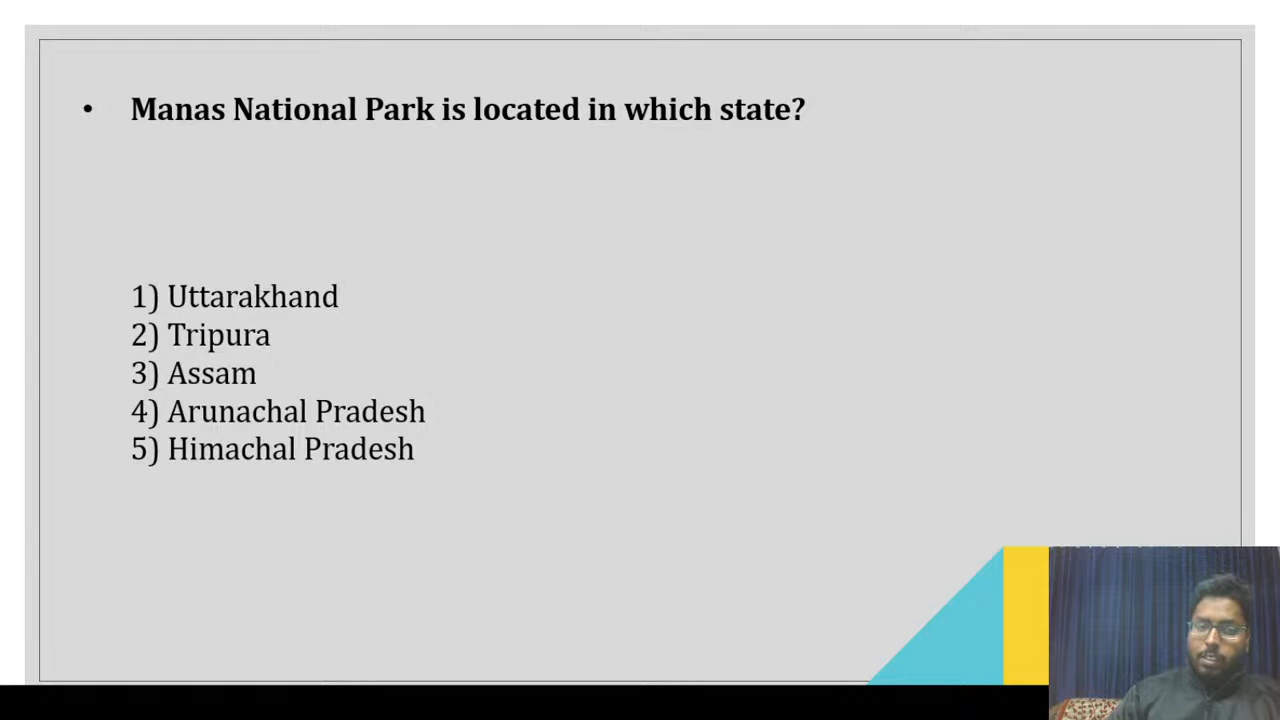 • Manas National Park is located in which state?
1) Uttarakhand
2) Tripura
3) Assam
4) Arunachal Pradesh
5) Himachal Pradesh